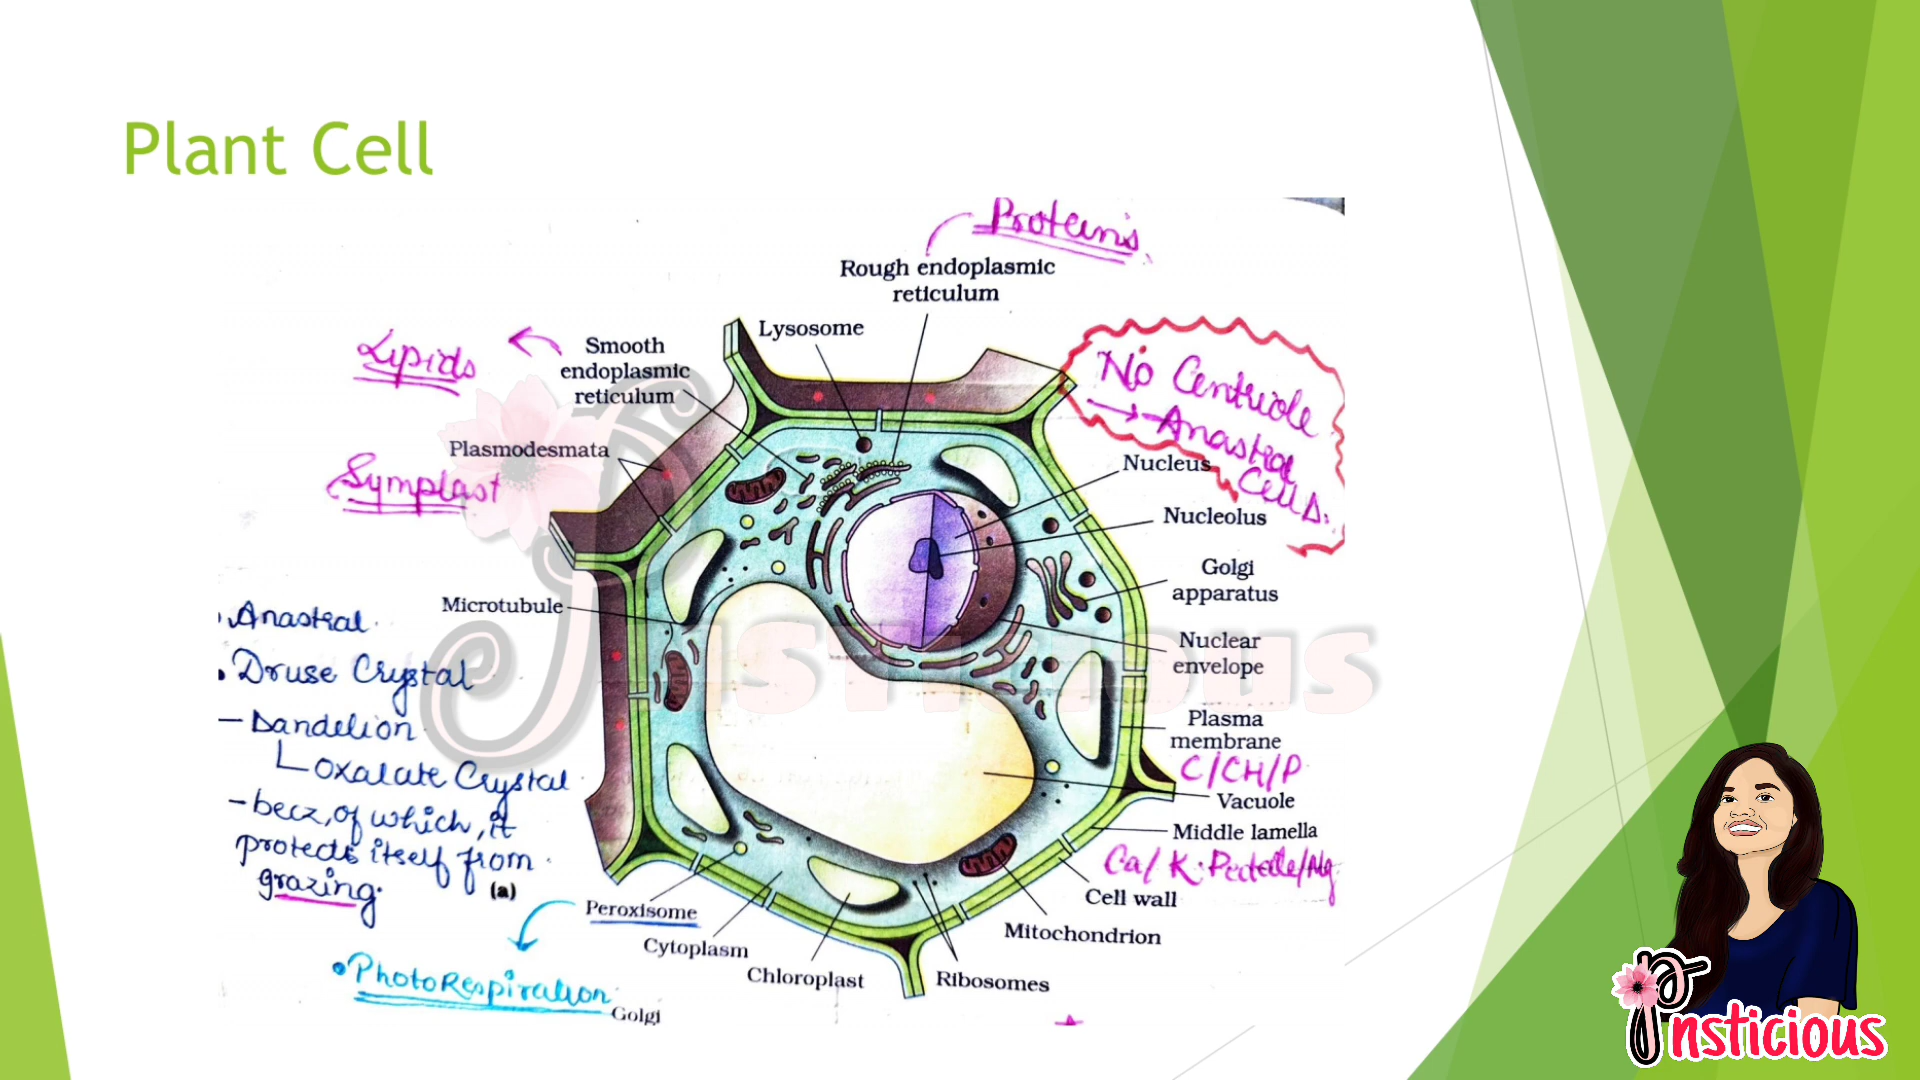 Plant Cell
Proteins
Rough endoplasmic
reticulum
Lysosome
Lipids
Smooth
endoplasmic
reticulum
No Centriole
→ Anastral
Cells.
Plasmodesmata
Symplast
Nucleus
Nucleolus
Golgi
apparatus
Microtubule
Nuclear
envelope
• Anastral
• Druse Crystal
- Dandelion
oxalate Crystal
- becz, of which, it
protects itself from
grazing.
(a)
Plasma
membrane
C/CH/P
Vacuole
Middle lamella
Ca/K. Pectate/Mg
Cell wall
Peroxisome
Mitochondrion
Cytoplasm
Chloroplast
Ribosomes
• PhotoRespiration
Golgi
INSTICIOUS
Insticious